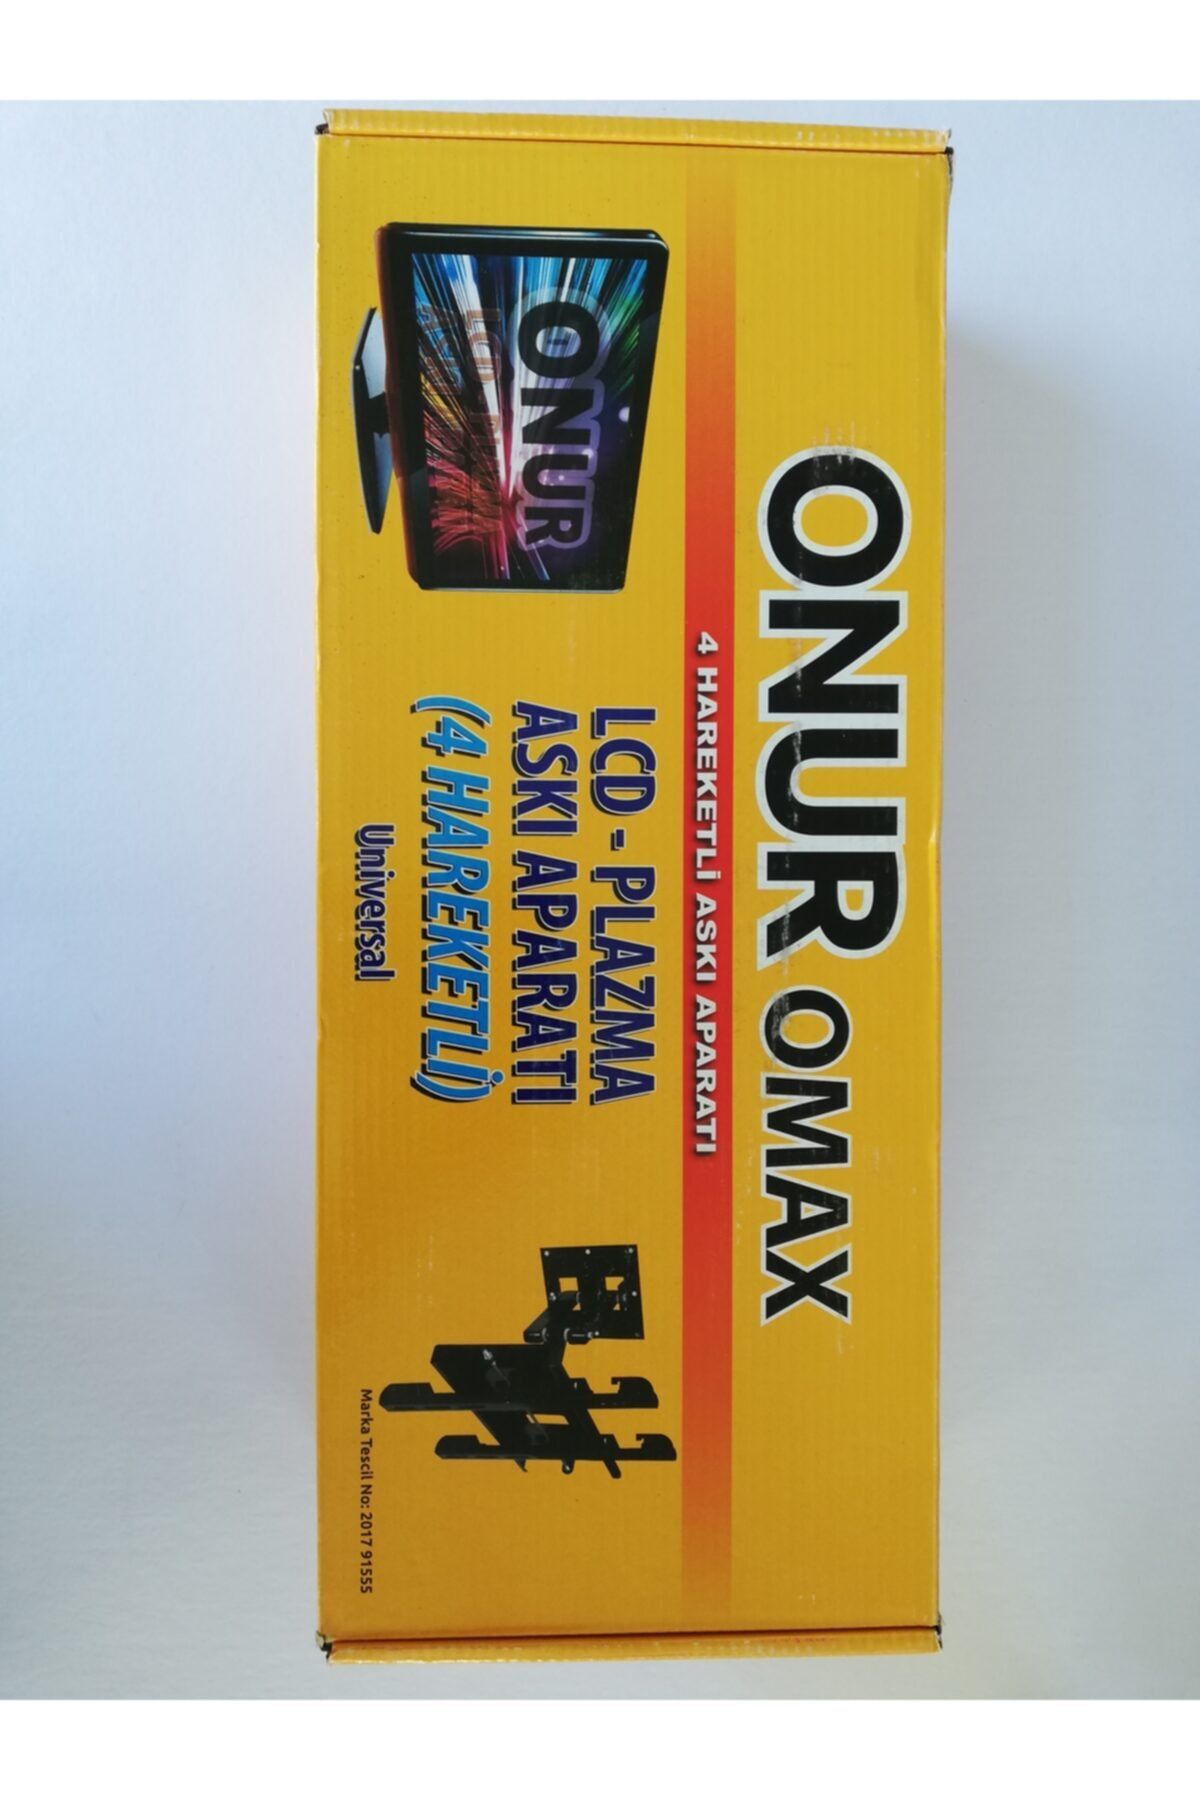 ONUR OMAX
4 HAREKETLİ ASKI APARATI
ONUR
LCD - PLAZMA
ASKI APARATI
(4 HAREKETLİ)
Universal
Marka Tescil No: 2017 91555